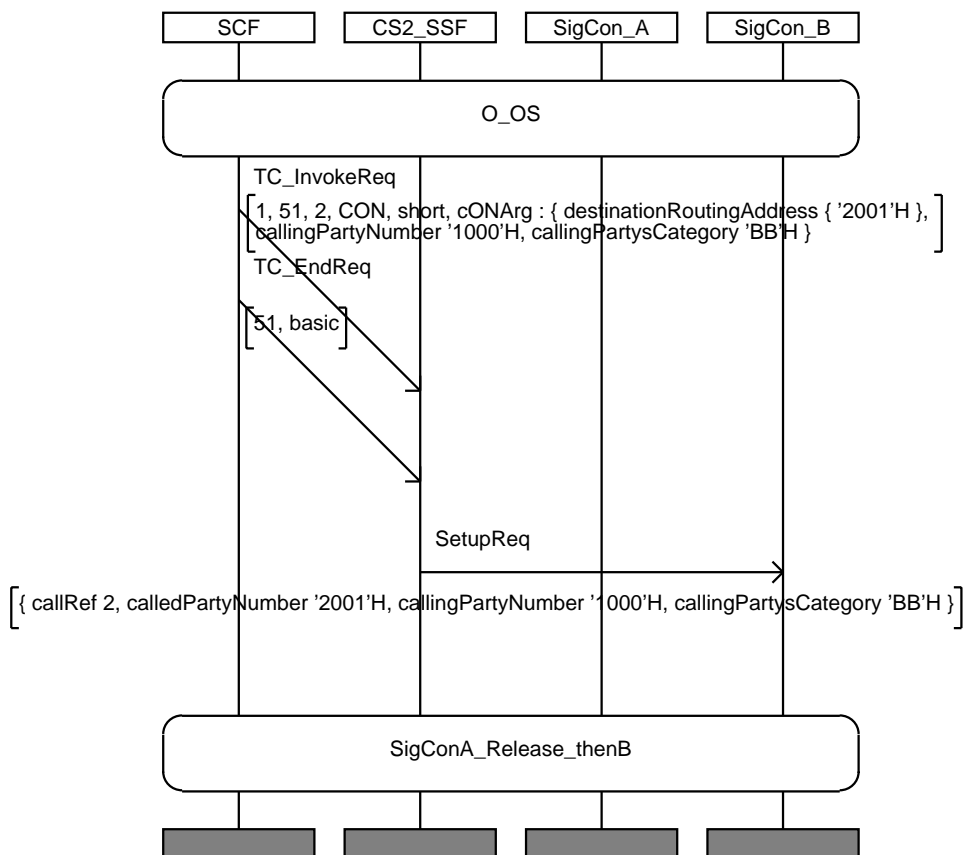 SCF CS2_SSF SigCon_A SigCon_B
O_OS
TC_InvokeReq
1, 51, 2, CON, short, cONArg : { destinationRoutingAddress { '2001'H },
callingPartyNumber '1000'H, callingPartysCategory 'BB'H }
TC_EndReq
51, basic
SetupReq
{ callRef 2, calledPartyNumber '2001'H, callingPartyNumber '1000'H, callingPartysCategory 'BB'H }
SigConA_Release_thenB